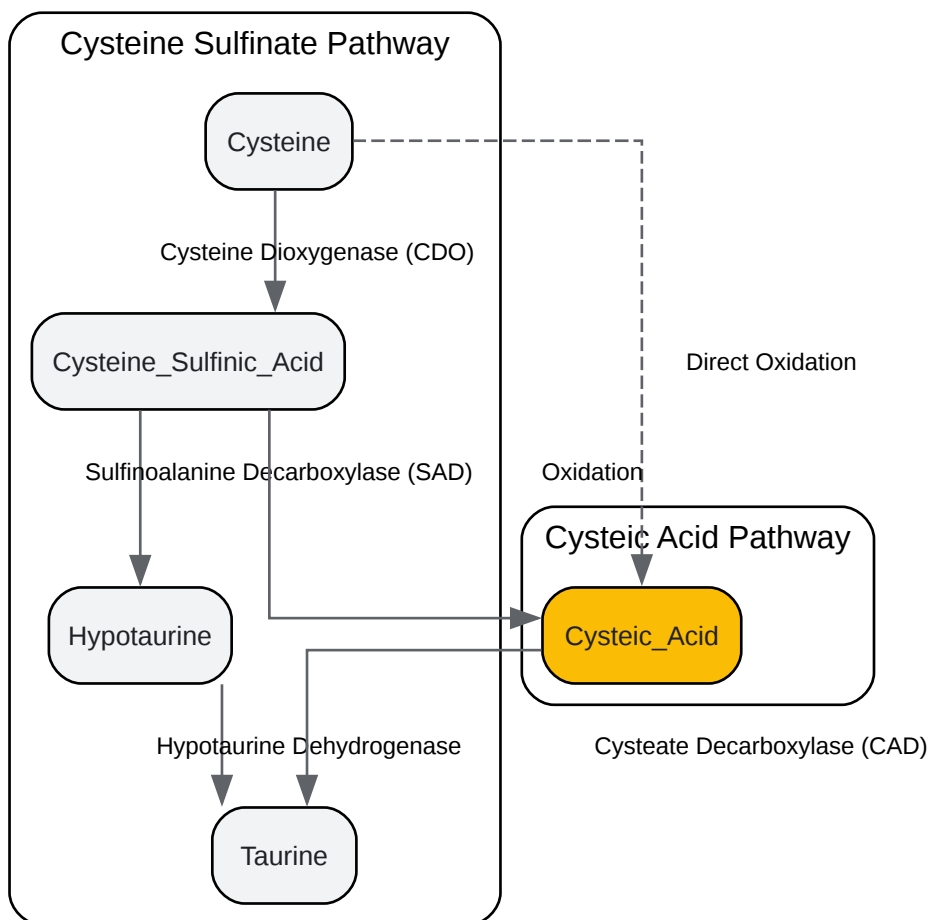 Cysteine Sulfinate Pathway
Cysteine
Cysteine Dioxygenase (CDO)
Cysteine_Sulfinic_Acid
Direct Oxidation
Sulfinoalanine Decarboxylase (SAD)
Oxidation
Cysteic Acid Pathway
Hypotaurine
Cysteic_Acid
Hypotaurine Dehydrogenase
Cysteate Decarboxylase (CAD)
Taurine